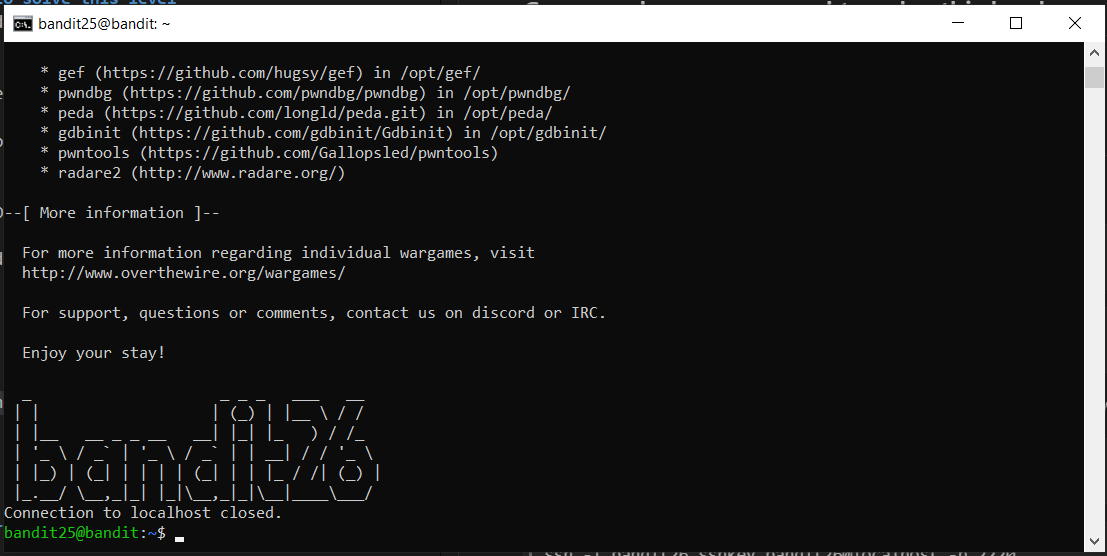 bandit25@bandit: ~
* gef (https://github.com/hugsy/gef) in /opt/gef/
* pwndbg (https://github.com/pwndbg/pwndbg) in /opt/pwndbg/
* peda (https://github.com/longld/peda.git) in /opt/peda/
* gdbinit (https://github.com/gdbinit/Gdbinit) in /opt/gdbinit/
* pwntools (https://github.com/Gallopsled/pwntools)
* radare2 (http://www.radare.org/)
--[ More information ]--
For more information regarding individual wargames, visit
http://www.overthewire.org/wargames/
For support, questions or comments, contact us on discord or IRC.
Enjoy your stay!
bandit26
Connection to localhost closed.
bandit25@bandit:~$